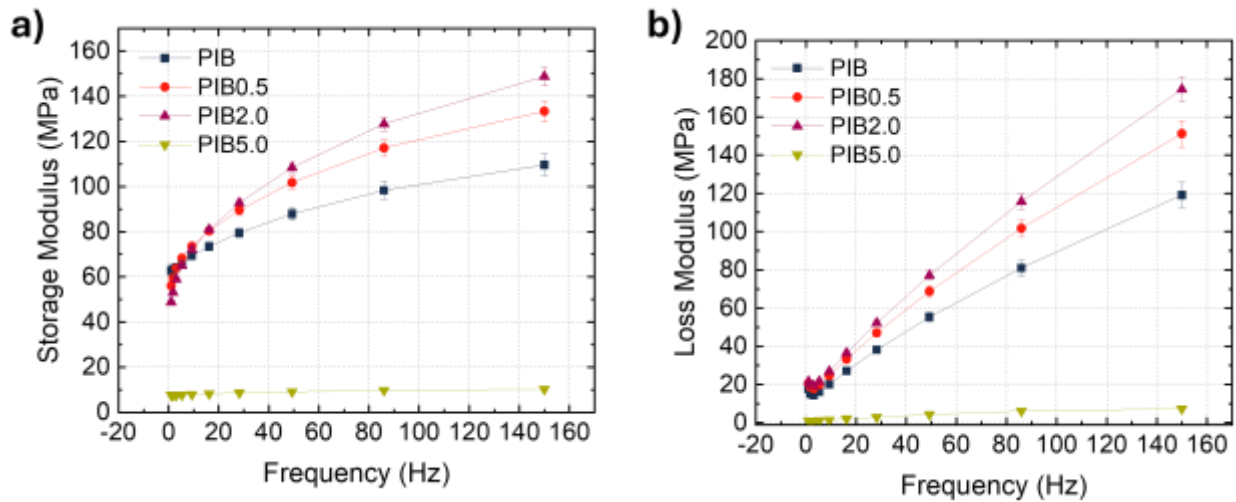 a)
PIB
PIB0.5
PIB2.0
PIB5.0
Storage Modulus (MPa)
160
140
120
100
80
60
40
20
0
-20 0 20 40 60 80 100 120 140 160
Frequency (Hz)
b)
PIB
PIB0.5
PIB2.0
PIB5.0
Loss Modulus (MPa)
200
180
160
140
120
100
80
60
40
20
0
-20 0 20 40 60 80 100 120 140 160
Frequency (Hz)